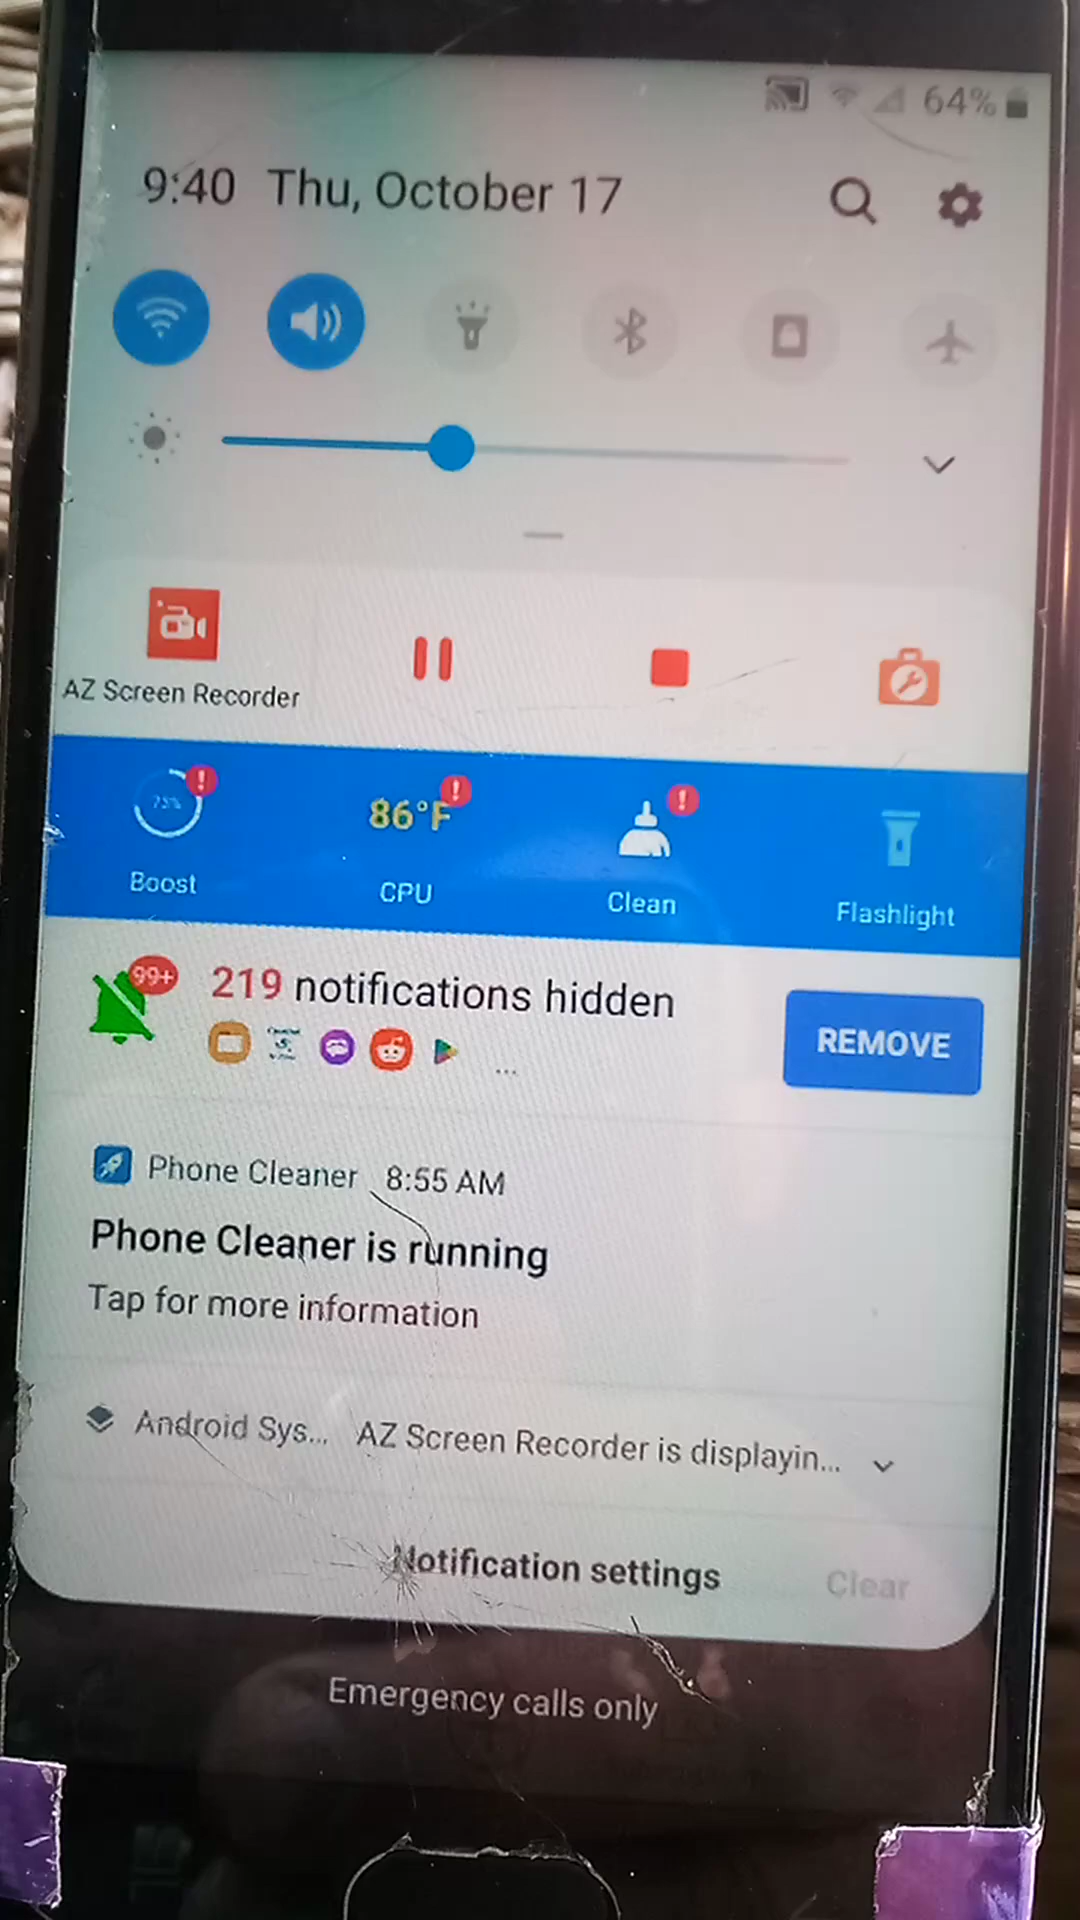 64%
9:40 Thu, October 17
AZ Screen Recorder
75%
86°F
Boost
CPU
Clean
Flashlight
99+
219 notifications hidden
...
REMOVE
Phone Cleaner 8:55 AM
Phone Cleaner is running
Tap for more information
Android Sys... AZ Screen Recorder is displayin...
Notification settings
Clear
Emergency calls only